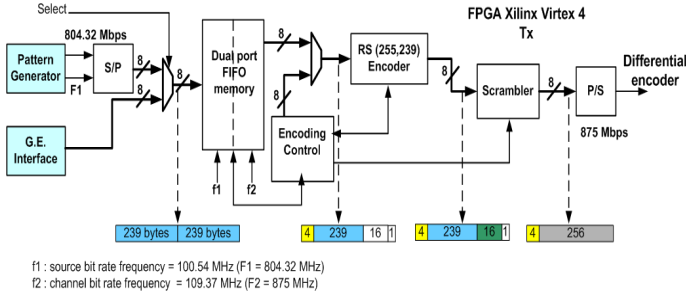 Select
FPGA Xilinx Virtex 4
Tx
804.32 Mbps
Pattern
Generator
F1
S/P
8
8
8
Dual port
FIFO
memory
8
8
RS (255,239)
Encoder
8
Scrambler
8
P/S
Differential
encoder
875 Mbps
G.E.
Interface
Encoding
Control
f1
f2
239 bytes
239 bytes
4
239
16
1
4
239
16
1
4
256
f1 : source bit rate frequency = 100.54 MHz (F1 = 804.32 MHz)
f2 : channel bit rate frequency = 109.37 MHz (F2 = 875 MHz)